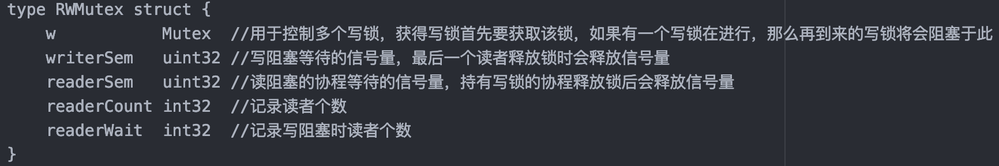 type RWMutex struct {
    w           Mutex  //用于控制多个写锁，获得写锁首先要获取该锁，如果有一个写锁在进行，那么再到来的写锁将会阻塞于此
    writerSem   uint32 //写阻塞等待的信号量，最后一个读者释放锁时会释放信号量
    readerSem   uint32 //读阻塞的协程等待的信号量，持有写锁的协程释放锁后会释放信号量
    readerCount int32  //记录读者个数
    readerWait  int32  //记录写阻塞时读者个数
}